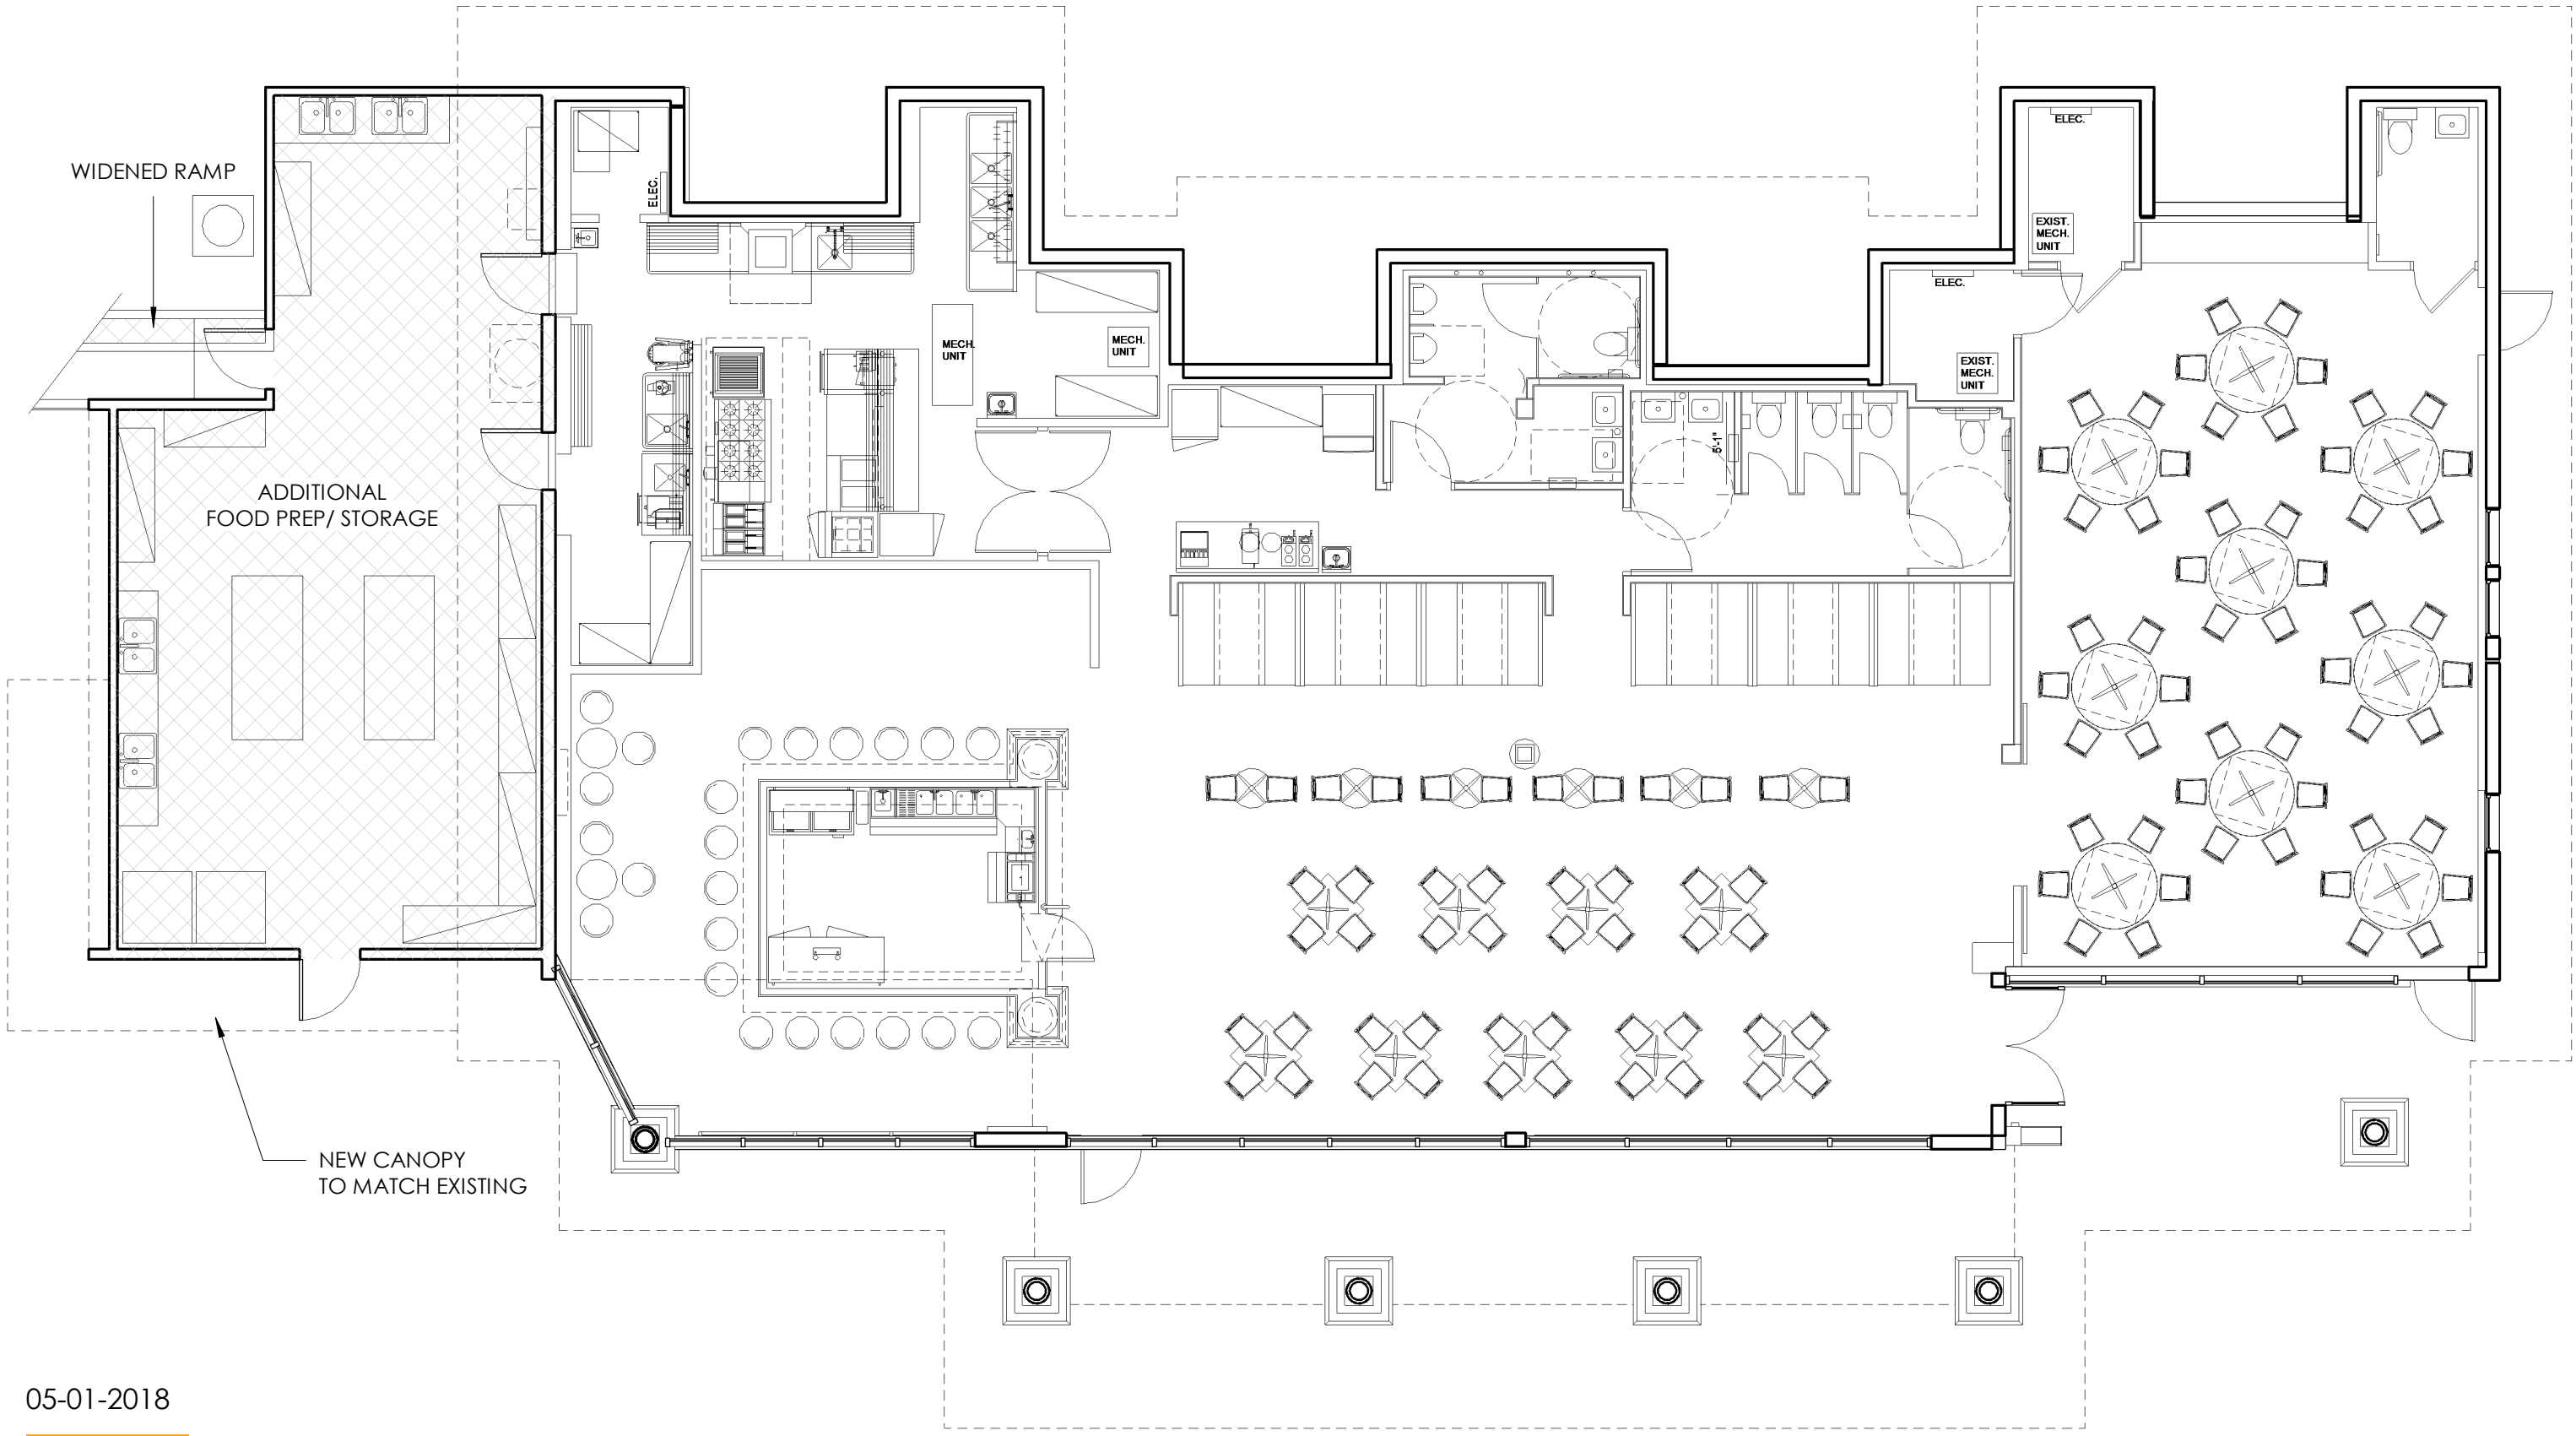 WIDENED RAMP
ELEC.
ELEC.
EXIST.
MECH.
UNIT
ELEC.
EXIST.
MECH.
UNIT
MECH.
UNIT
MECH.
UNIT
5'-1"
ADDITIONAL
FOOD PREP/ STORAGE
1
NEW CANOPY
TO MATCH EXISTING
05-01-2018